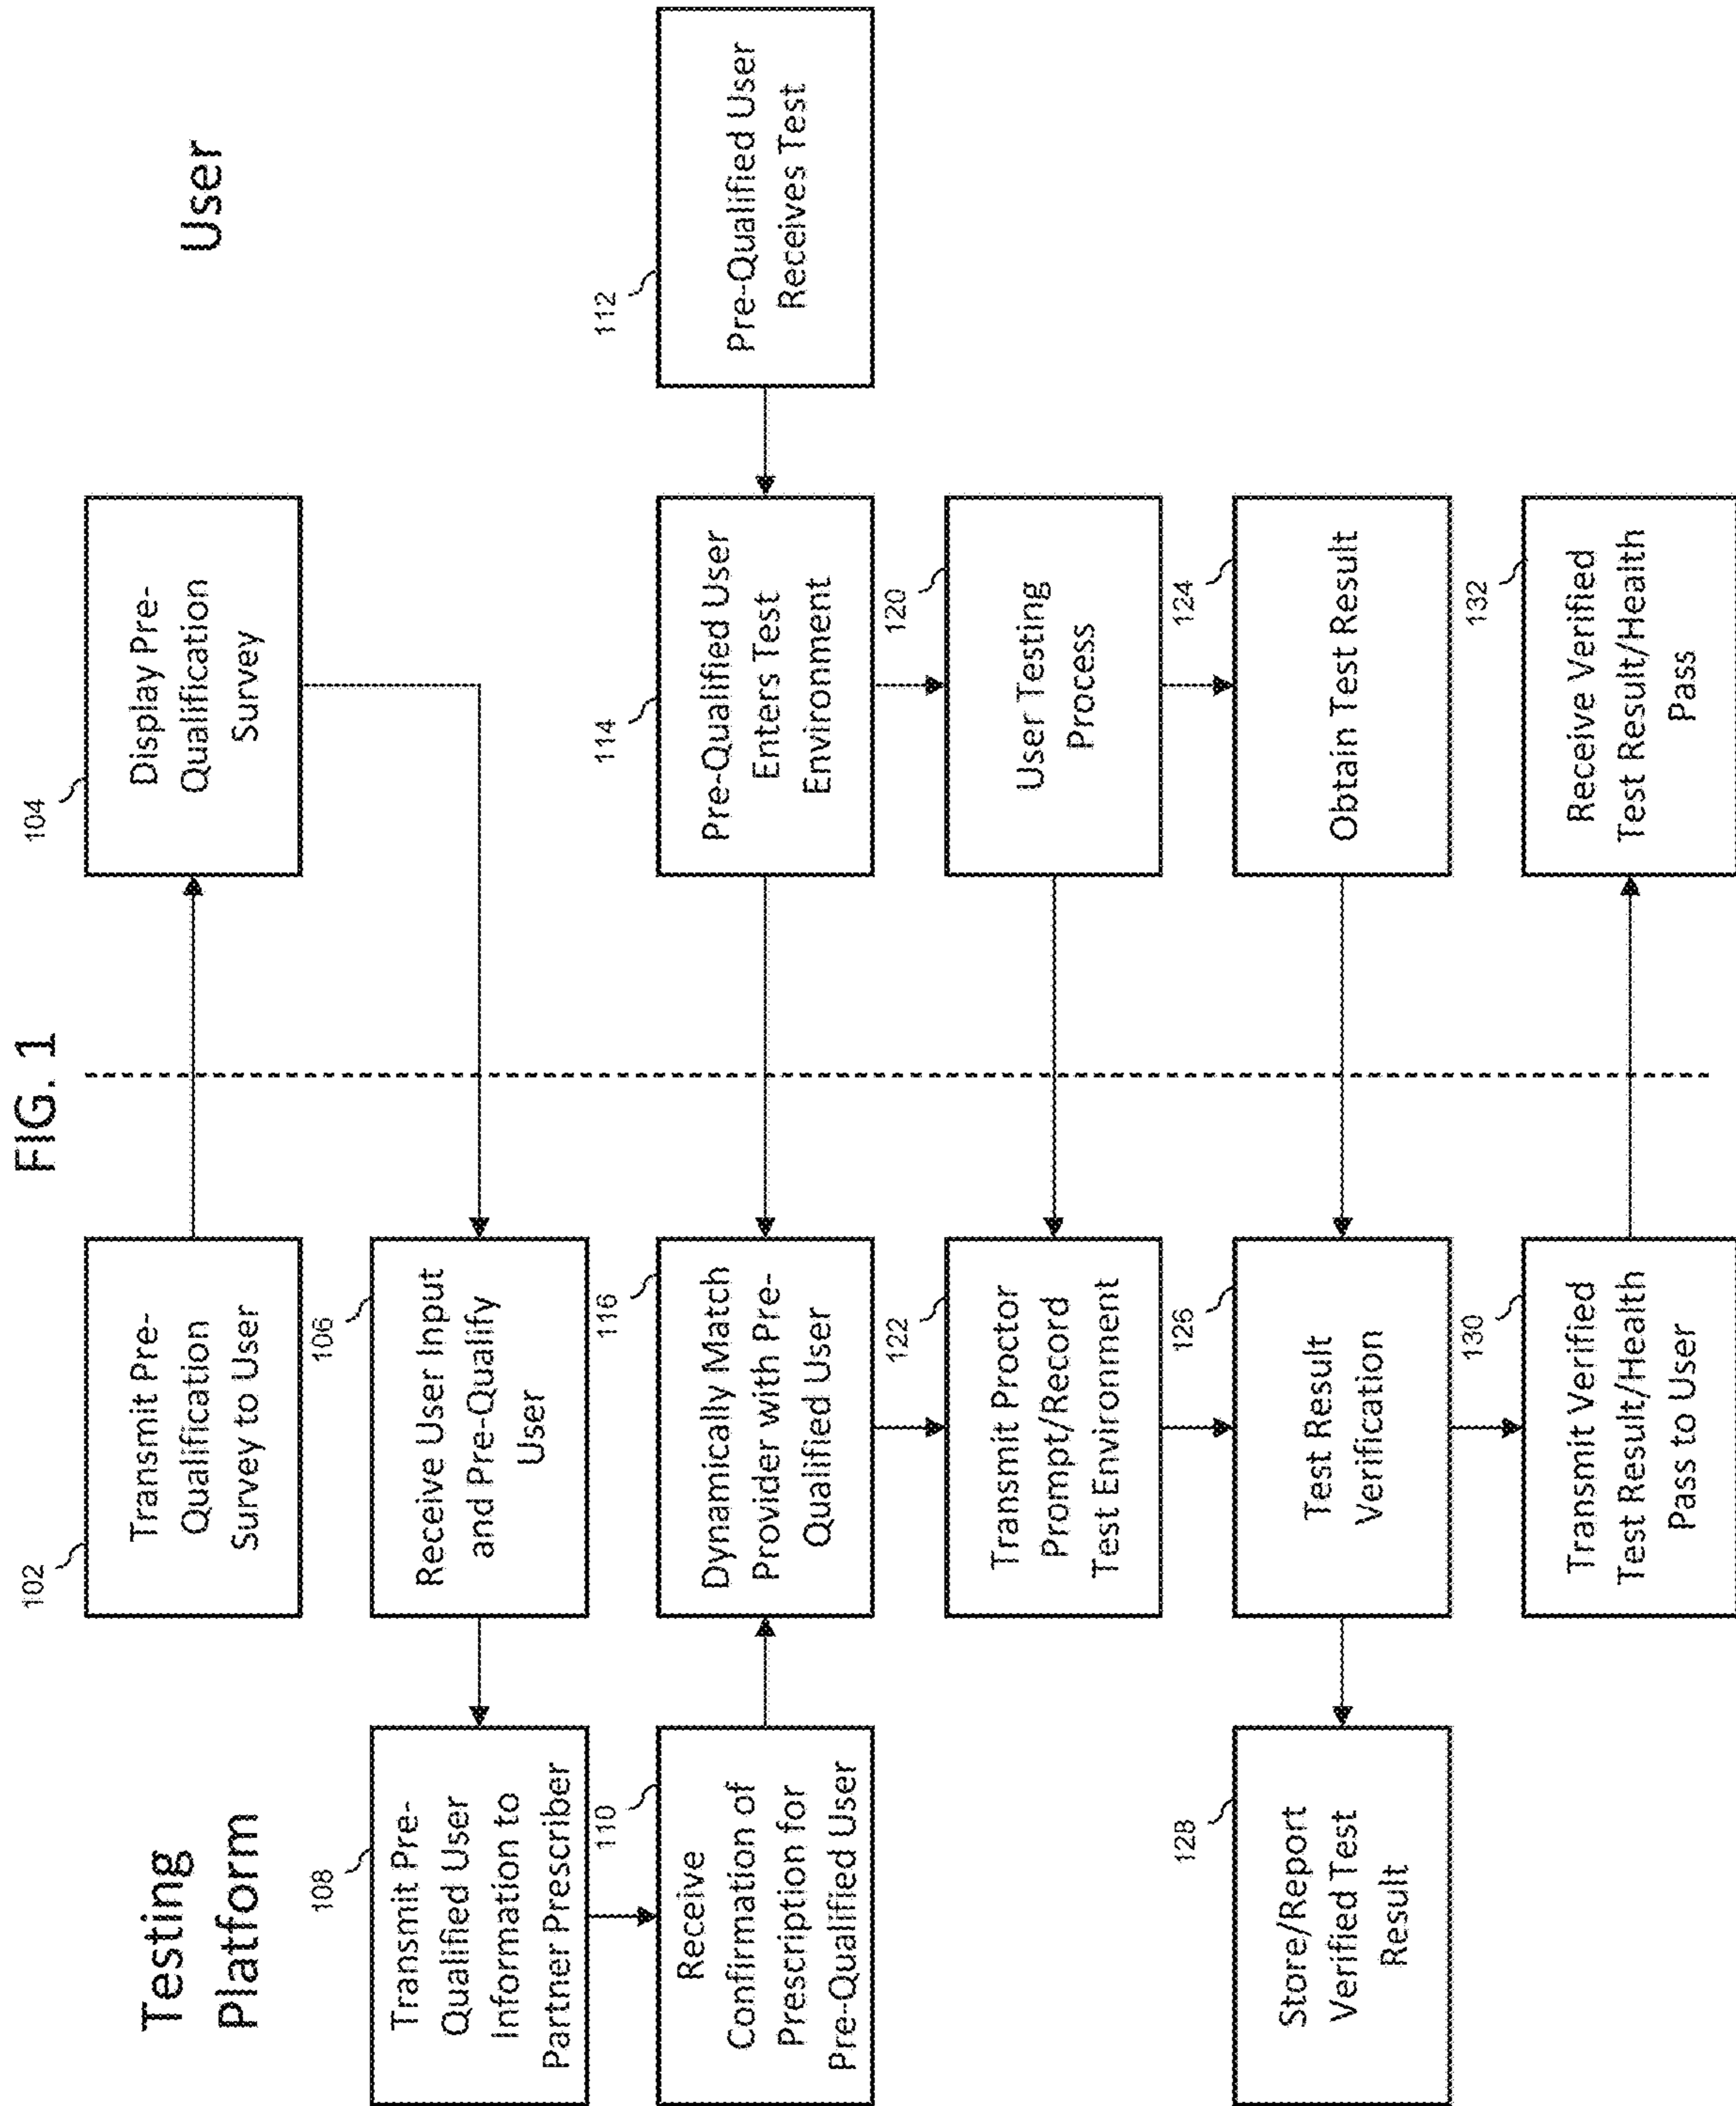 FIG. 1
Testing
Platform
User
102
Transmit Pre-
Qualification
Survey to User
104
Display Pre-
Qualification
Survey
106
Receive User Input
and Pre-Qualify
User
108
Transmit Pre-
Qualified User
Information to
Partner Prescriber
110
Receive
Confirmation of
Prescription for
Pre-Qualified User
116
Dynamically Match
Provider with Pre-
Qualified User
114
Pre-Qualified User
Enters Test
Environment
112
Pre-Qualified User
Receives Test
122
Transmit Proctor
Prompt/Record
Test Environment
120
User Testing
Process
128
Store/Report
Verified Test
Result
126
Test Result
Verification
124
Obtain Test Result
130
Transmit Verified
Test Result/Health
Pass to User
132
Receive Verified
Test Result/Health
Pass